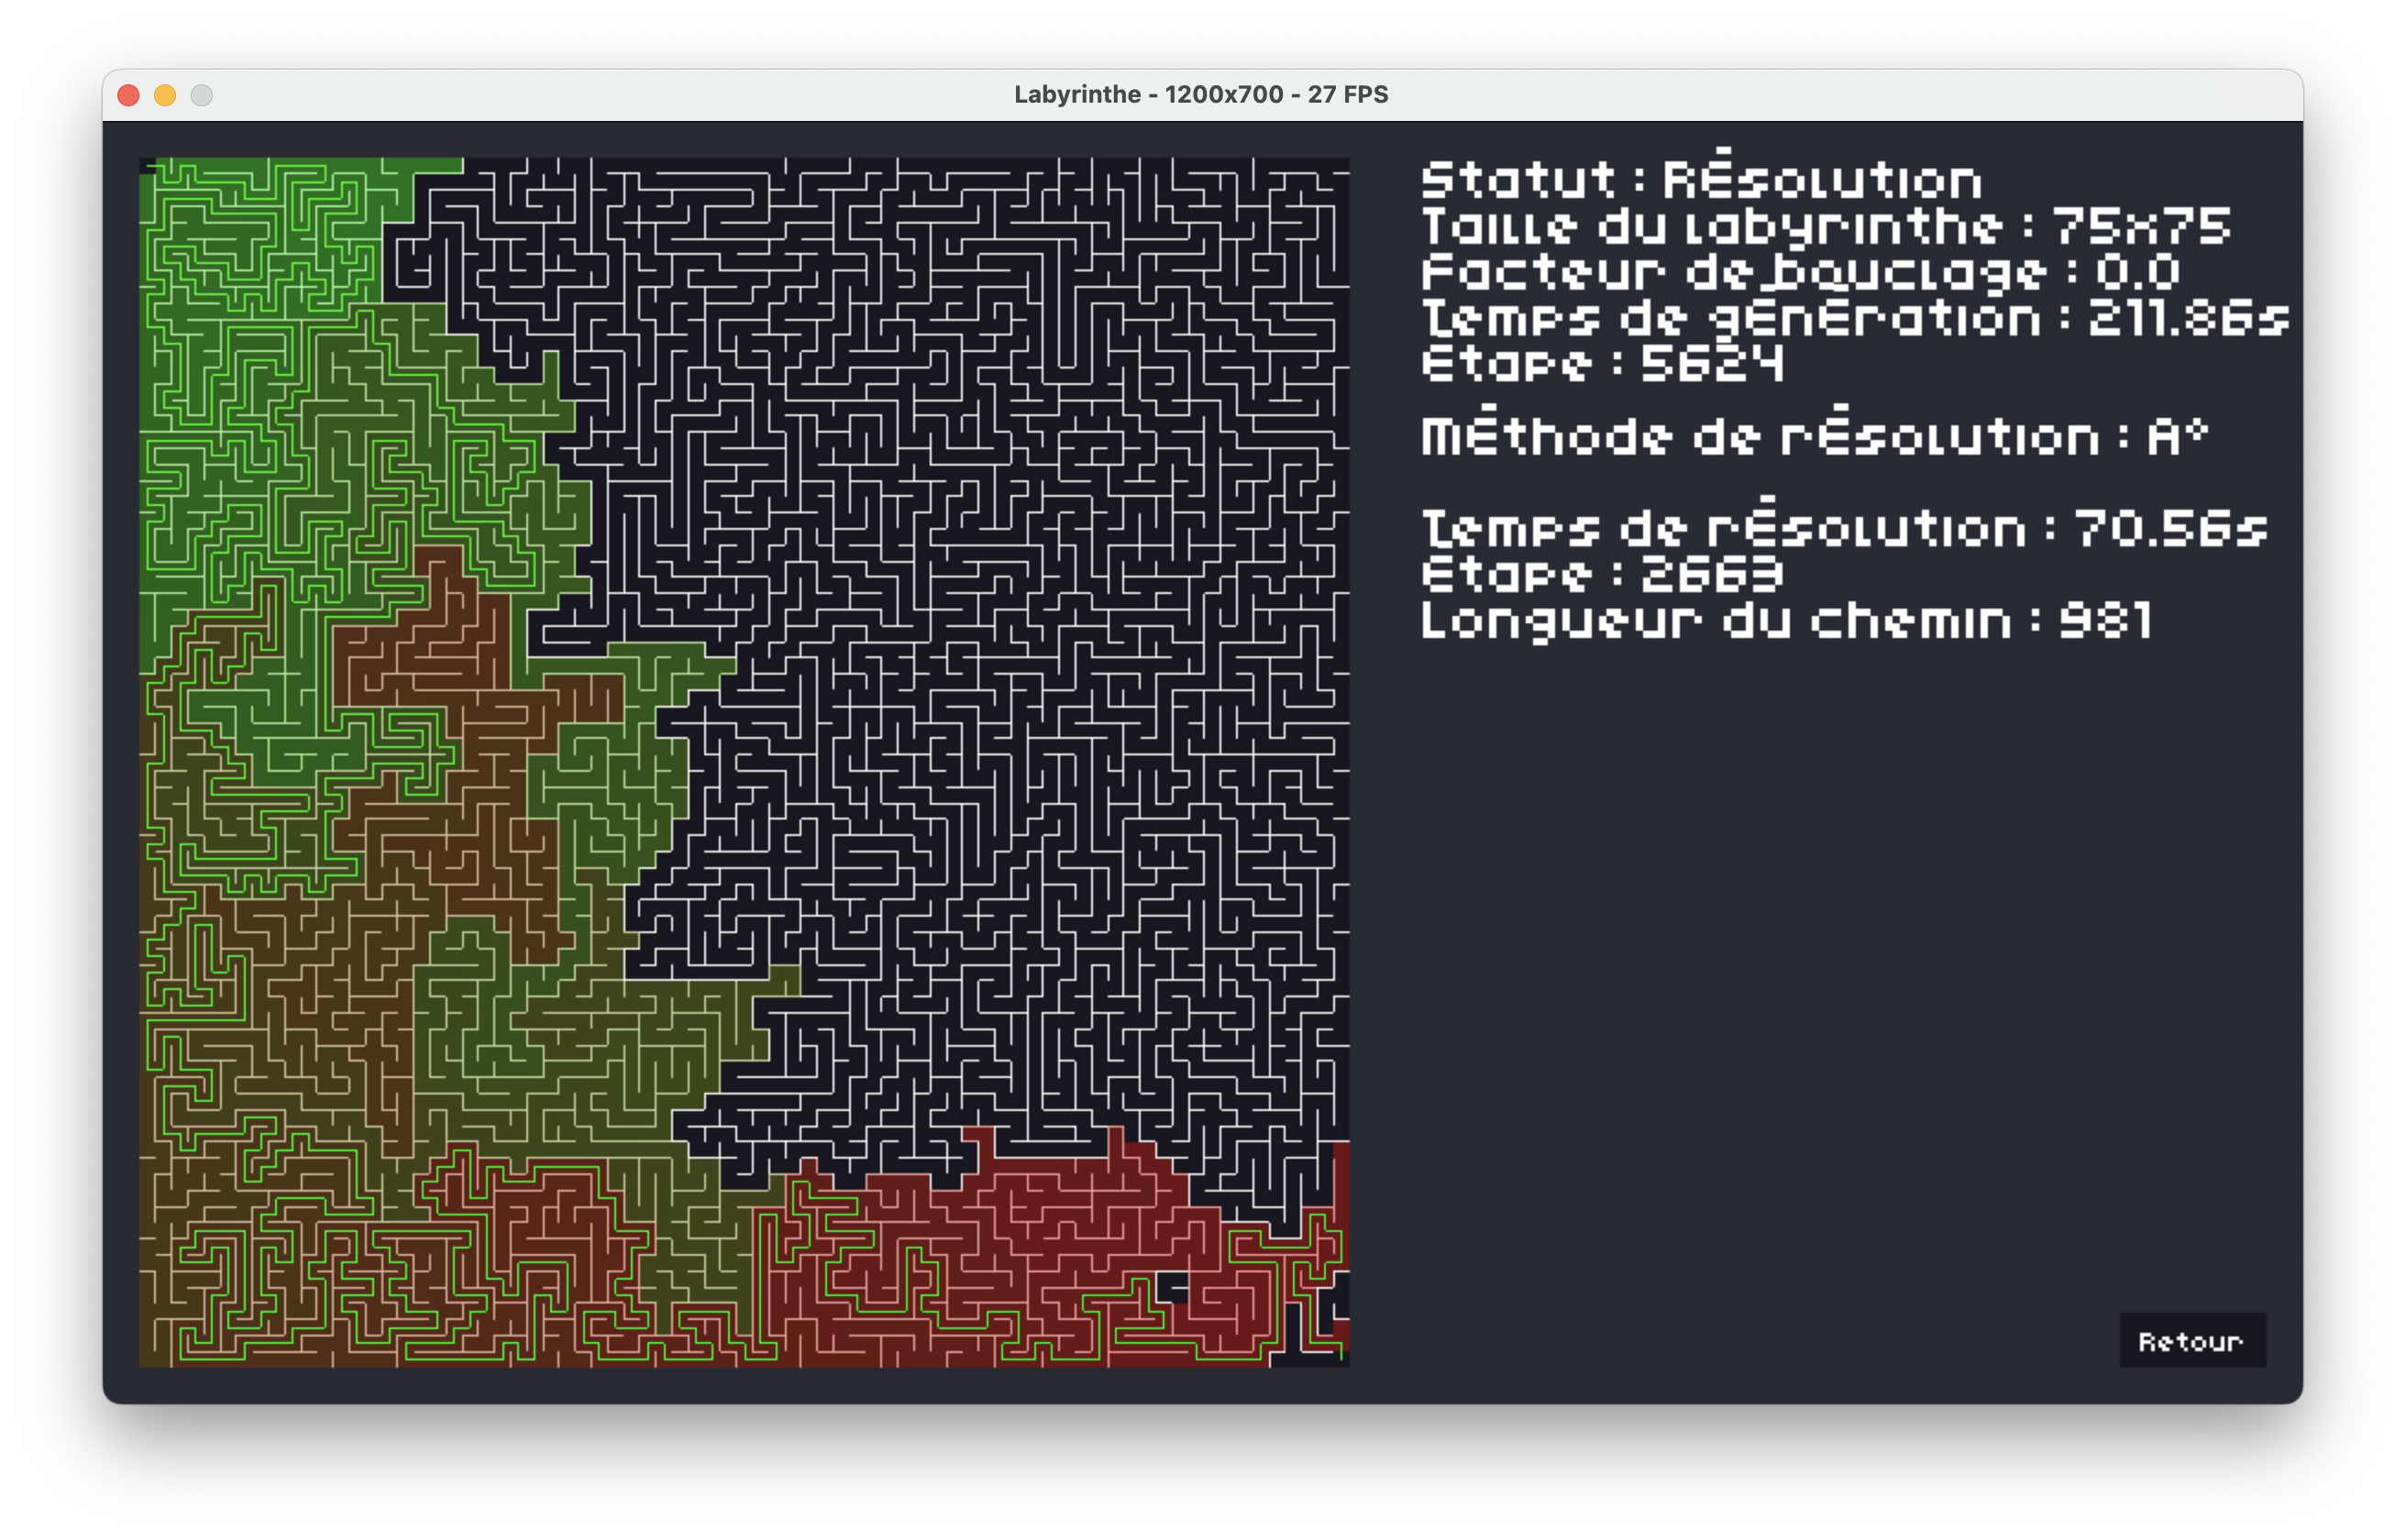 Labyrinthe - 1200x700 - 27 FPS
Statut : Résolution
Taille du labyrinthe : 75x75
Facteur de bouclage : 0.0
Temps de génération : 211.86s
Étape : 5624
Méthode de résolution : A*
Temps de résolution : 70.56s
Étape : 2663
Longueur du chemin : 981
Retour